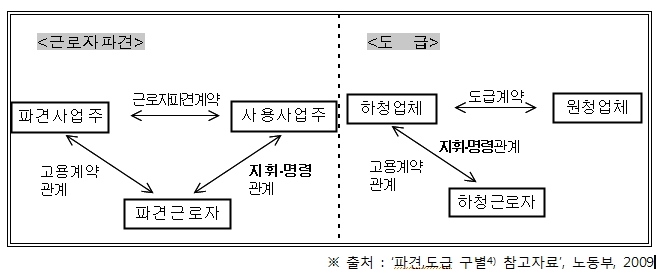 <근로자파견>
파견사업주
근로자파견계약
사용사업주
고용계약
관계
지휘·명령
관계
파견근로자
<도    급>
하청업체
도급계약
원청업체
지휘·명령관계
고용계약
관계
하청근로자
※ 출처 : '파견,도급 구별4) 참고자료', 노동부, 2009